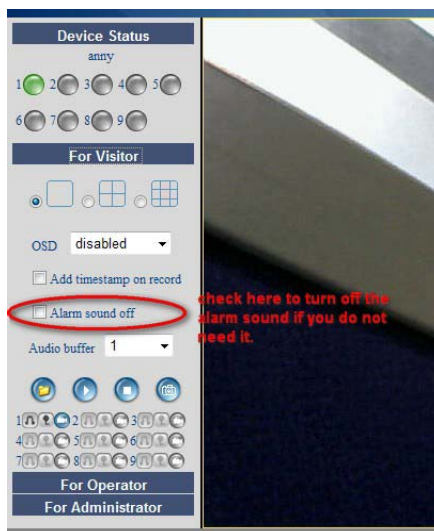 Device Status
anny
1 2 3 4 5
6 7 8 9
For Visitor
OSD disabled
Add timestamp on record
Alarm sound off
check here to turn off the
alarm sound if you do not
need it.
Audio buffer 1
1 2 3
4 5 6
7 8 9
For Operator
For Administrator